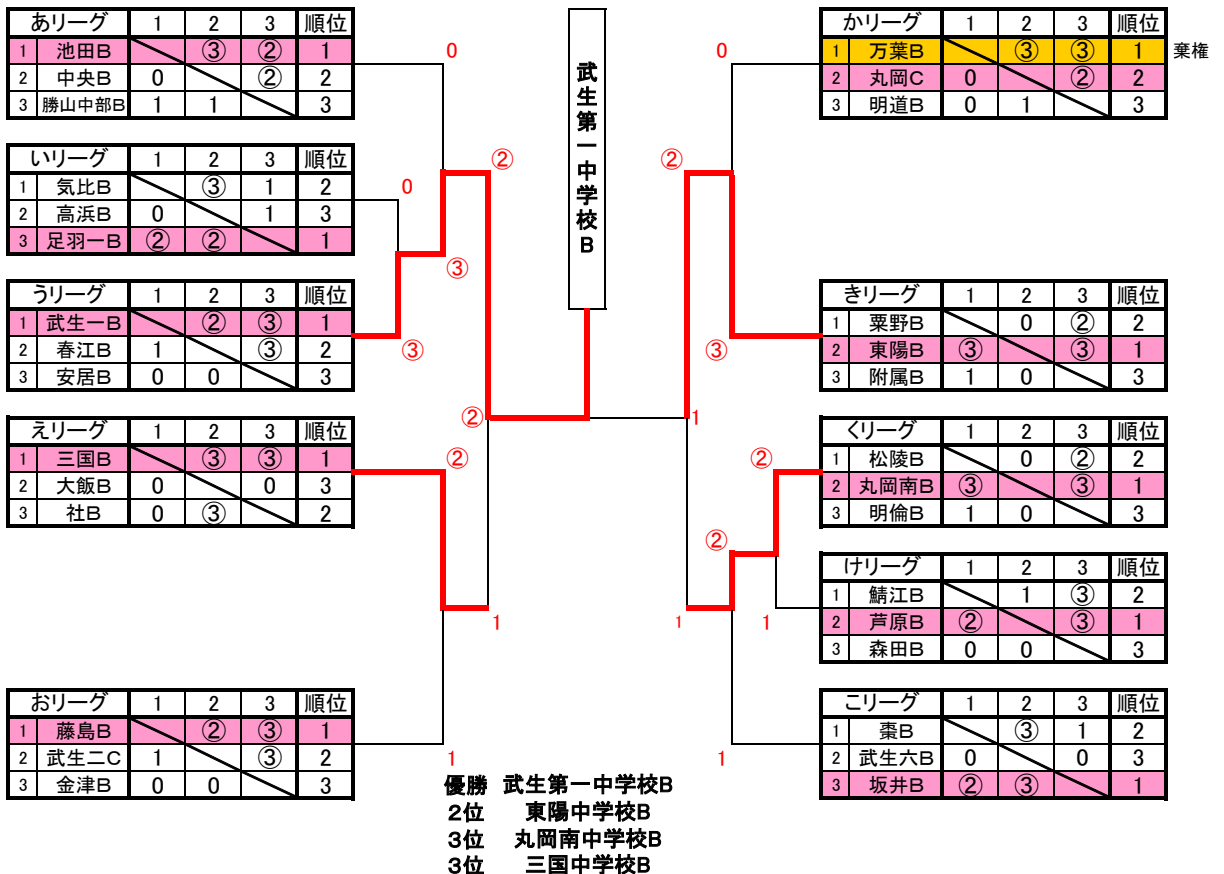 あリーグ 1 2 3 順位
1 池田B ③ ② 1
2 中央B 0 ② 2
3 勝山中部B 1 1 3
いリーグ 1 2 3 順位
1 気比B ③ 1 2
2 高浜B 0 1 3
3 足羽一B ② ② 1
うリーグ 1 2 3 順位
1 武生一B ② ③ 1
2 春江B 1 ③ 2
3 安居B 0 0 3
えリーグ 1 2 3 順位
1 三国B ③ ③ 1
2 大飯B 0 0 3
3 社B 0 ③ 2
おリーグ 1 2 3 順位
1 藤島B ② ③ 1
2 武生二C 1 ③ 2
3 金津B 0 0 3
0
②
0
③
③
②
②
1
1
武生第一中学校B
0
②
③
1
②
②
1
1
1
かリーグ 1 2 3 順位
1 万葉B ③ ③ 1 棄権
2 丸岡C 0 ② 2
3 明道B 0 1 3
きリーグ 1 2 3 順位
1 粟野B 0 ② 2
2 東陽B ③ ③ 1
3 附属B 1 0 3
くリーグ 1 2 3 順位
1 松陵B 0 ② 2
2 丸岡南B ③ ③ 1
3 明倫B 1 0 3
けリーグ 1 2 3 順位
1 鯖江B 1 ③ 2
2 芦原B ② ③ 1
3 森田B 0 0 3
こリーグ 1 2 3 順位
1 棗B ③ 1 2
2 武生六B 0 0 3
3 坂井B ② ③ 1
優勝 武生第一中学校B
2位 東陽中学校B
3位 丸岡南中学校B
3位 三国中学校B